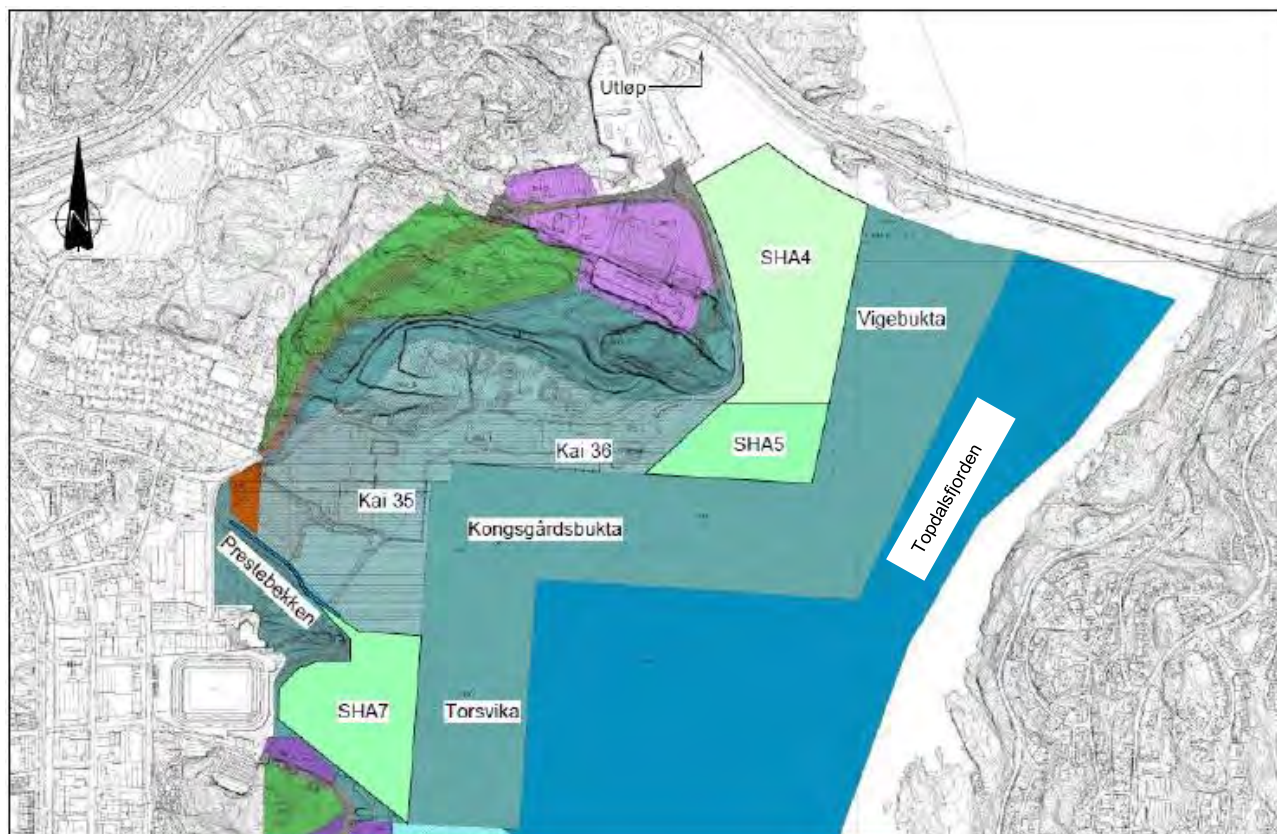 Utløp
N
SHA4
Vigebukta
SHA5
Kai 36
Kai 35
Kongsgårdsbukta
Topdalsfjorden
Prestebekken
SHA7
Torsvika